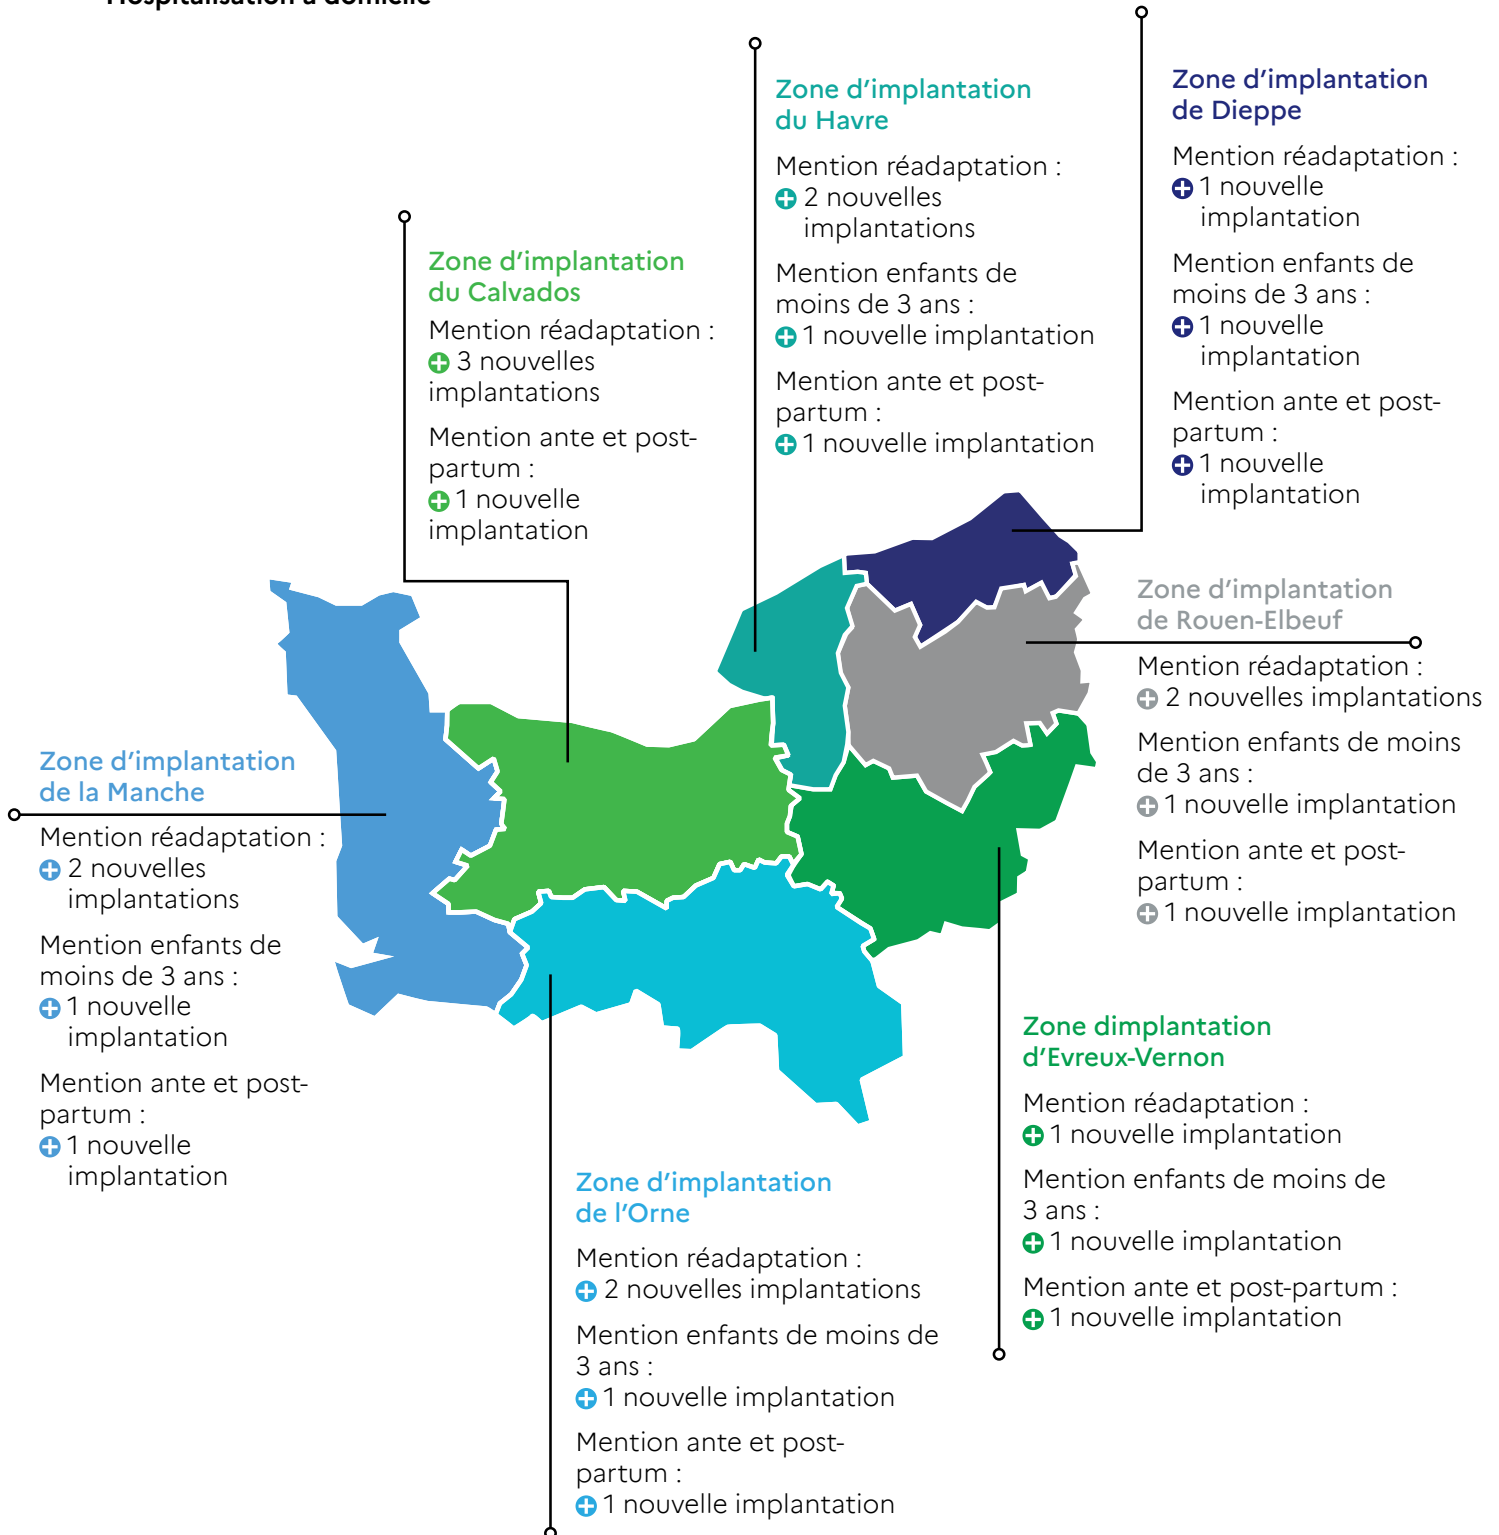 Hospitalisation à domicile
Zone d’implantation
du Havre
Mention réadaptation :
2 nouvelles
implantations
Mention enfants de
moins de 3 ans :
1 nouvelle implantation
Mention ante et post-
partum :
1 nouvelle implantation
Zone d’implantation
de Dieppe
Mention réadaptation :
1 nouvelle
implantation
Mention enfants de
moins de 3 ans :
1 nouvelle
implantation
Mention ante et post-
partum :
1 nouvelle
implantation
Zone d’implantation
du Calvados
Mention réadaptation :
3 nouvelles
implantations
Mention ante et post-
partum :
1 nouvelle
implantation
Zone d’implantation
de Rouen-Elbeuf
Mention réadaptation :
2 nouvelles implantations
Mention enfants de moins
de 3 ans :
1 nouvelle implantation
Mention ante et post-
partum :
1 nouvelle implantation
Zone d’implantation
de la Manche
Mention réadaptation :
2 nouvelles
implantations
Mention enfants de
moins de 3 ans :
1 nouvelle
implantation
Mention ante et post-
partum :
1 nouvelle
implantation
Zone dimplantation
d’Evreux-Vernon
Mention réadaptation :
1 nouvelle implantation
Mention enfants de moins de
3 ans :
1 nouvelle implantation
Mention ante et post-partum :
1 nouvelle implantation
Zone d’implantation
de l’Orne
Mention réadaptation :
2 nouvelles implantations
Mention enfants de moins de
3 ans :
1 nouvelle implantation
Mention ante et post-
partum :
1 nouvelle implantation